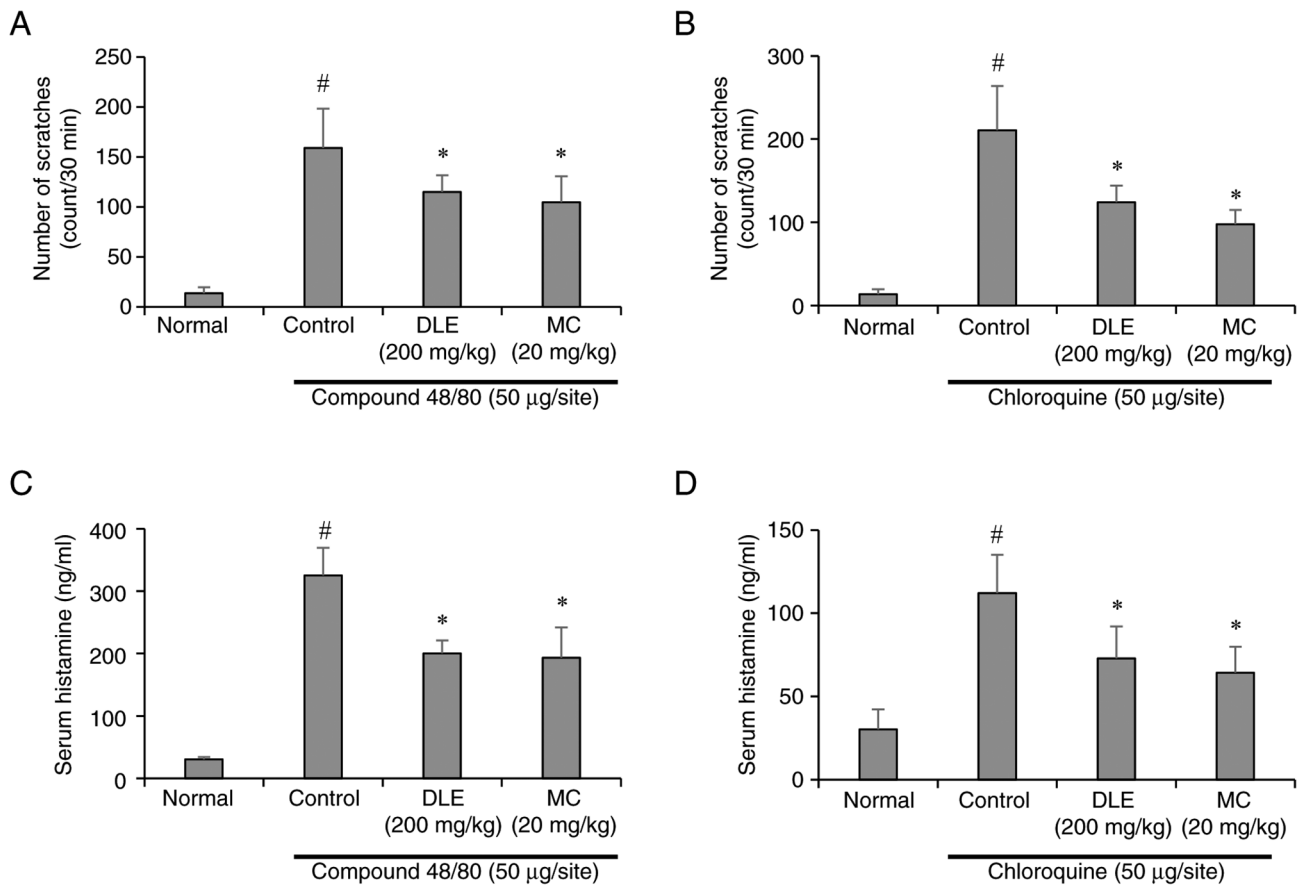 A
Number of scratches
(count/30 min)
250
200
150
100
50
0
#
*
*
Normal
Control
DLE
(200 mg/kg)
MC
(20 mg/kg)
Compound 48/80 (50 μg/site)
B
Number of scratches
(count/30 min)
300
200
100
0
#
*
*
Normal
Control
DLE
(200 mg/kg)
MC
(20 mg/kg)
Chloroquine (50 μg/site)
C
Serum histamine (ng/ml)
400
300
200
100
0
#
*
*
Normal
Control
DLE
(200 mg/kg)
MC
(20 mg/kg)
Compound 48/80 (50 μg/site)
D
Serum histamine (ng/ml)
150
100
50
0
#
*
*
Normal
Control
DLE
(200 mg/kg)
MC
(20 mg/kg)
Chloroquine (50 μg/site)